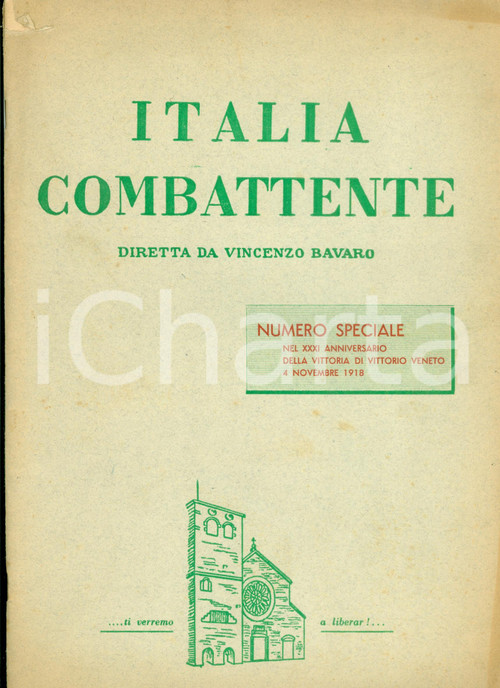 ITALIA
COMBATTENTE
DIRETTA DA VINCENZO BAVARO
iCharta
NUMERO SPECIALE
NEL XXXI ANNIVERSARIO
DELLA VITTORIA DI VITTORIO VENETO
4 NOVEMBRE 1918
....ti verremo a liberar!...